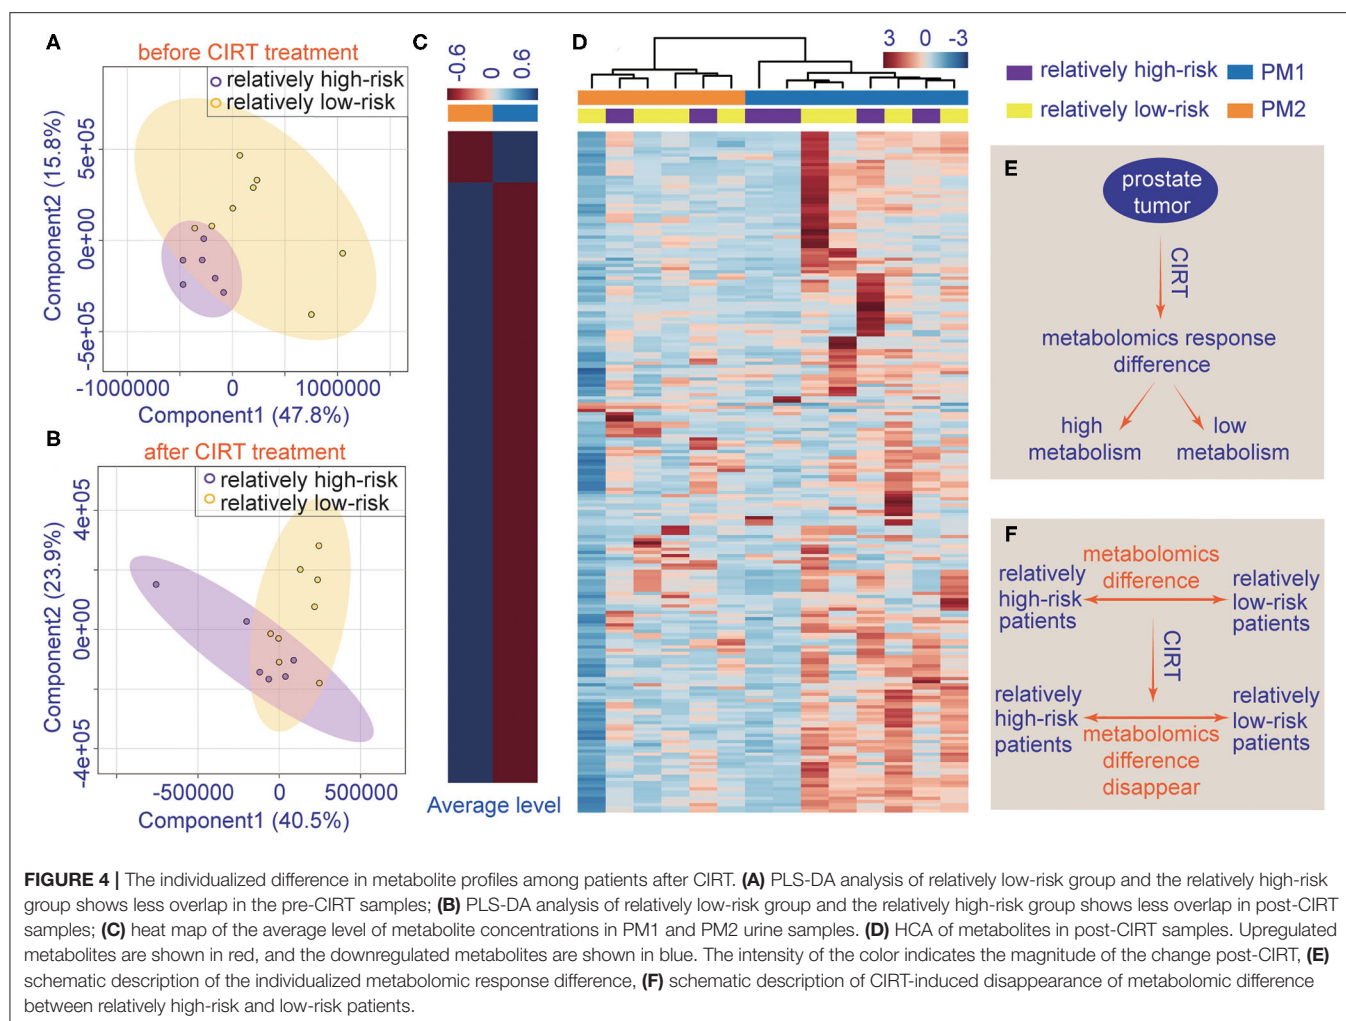 A
before CIRT treatment
relatively high-risk
relatively low-risk
Component2 (15.8%)
5e+05
0e+00
-5e+05
-1000000 0 1000000
Component1 (47.8%)
B
after CIRT treatment
relatively high-risk
relatively low-risk
Component2 (23.9%)
4e+05
0e+00
-4e+05
-500000 0 500000
Component1 (40.5%)
C
-0.6 0 0.6
Average level
D
3 0 -3
relatively high-risk
relatively low-risk
PM1
PM2
E
prostate
tumor
CIRT
metabolomics response
difference
high
metabolism
low
metabolism
F
metabolomics
difference
relatively
high-risk
patients
relatively
low-risk
patients
CIRT
relatively
high-risk
patients
relatively
low-risk
patients
metabolomics
difference
disappear
FIGURE 4 | The individualized difference in metabolite profiles among patients after CIRT. (A) PLS-DA analysis of relatively low-risk group and the relatively high-risk
group shows less overlap in the pre-CIRT samples; (B) PLS-DA analysis of relatively low-risk group and the relatively high-risk group shows less overlap in post-CIRT
samples; (C) heat map of the average level of metabolite concentrations in PM1 and PM2 urine samples. (D) HCA of metabolites in post-CIRT samples. Upregulated
metabolites are shown in red, and the downregulated metabolites are shown in blue. The intensity of the color indicates the magnitude of the change post-CIRT, (E)
schematic description of the individualized metabolomic response difference, (F) schematic description of CIRT-induced disappearance of metabolomic difference
between relatively high-risk and low-risk patients.